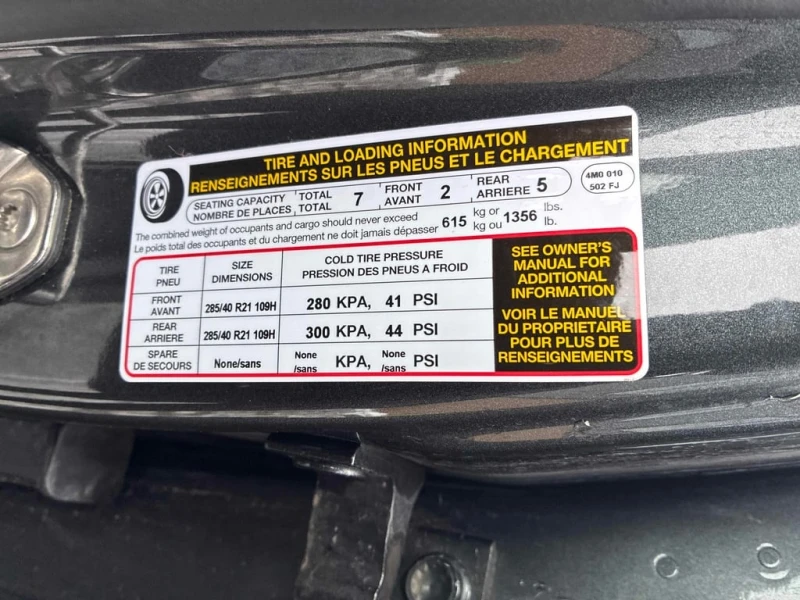 TIRE AND LOADING INFORMATION
RENSEIGNEMENTS SUR LES PNEUS ET LE CHARGEMENT
SEATING CAPACITY TOTAL 7 FRONT 2 REAR 5
NOMBRE DE PLACES TOTAL AVANT ARRIERE
4M0 010
502 FJ
The combined weight of occupants and cargo should never exceed 615 kg or 1356 lbs.
Le poids total des occupants et du chargement ne doit jamais dépasser kg ou lb.
TIRE SIZE COLD TIRE PRESSURE
PNEU DIMENSIONS PRESSION DES PNEUS A FROID
FRONT
AVANT 285/40 R21 109H 280 KPA, 41 PSI
REAR
ARRIERE 285/40 R21 109H 300 KPA, 44 PSI
SPARE
DE SECOURS None/sans None /sans KPA, None /sans PSI
SEE OWNER'S
MANUAL FOR
ADDITIONAL
INFORMATION
VOIR LE MANUEL
DU PROPRIETAIRE
POUR PLUS DE
RENSEIGNEMENTS